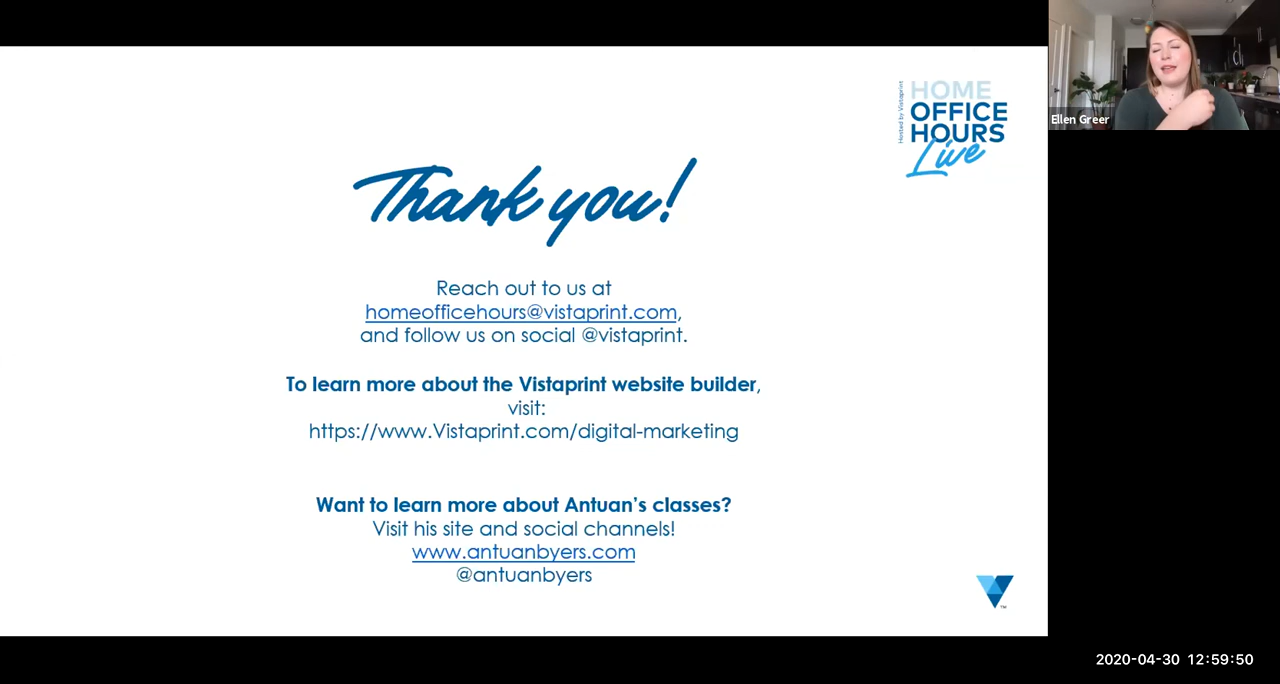 Hosted by Vistaprint
HOME
OFFICE
HOURS
Live
Ellen Greer
Thank you!
Reach out to us at
homeofficehours@vistaprint.com,
and follow us on social @vistaprint.
To learn more about the Vistaprint website builder,
visit:
https://www.Vistaprint.com/digital-marketing
Want to learn more about Antuan’s classes?
Visit his site and social channels!
www.antuanbyers.com
@antuanbyers
TM
2020-04-30 12:59:50